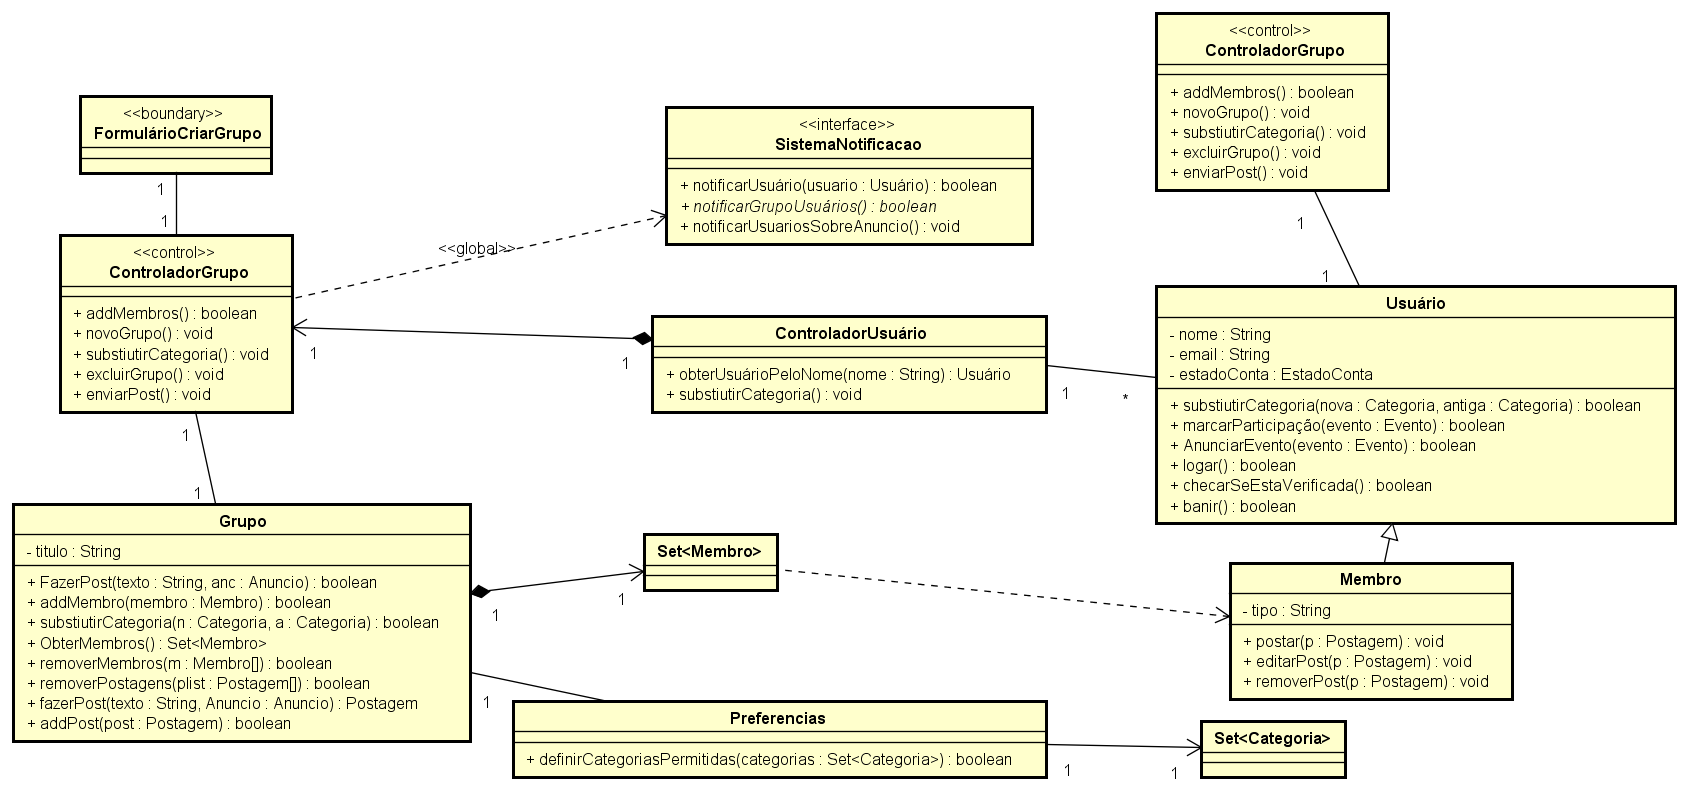 <<boundary>>
FormulárioCriarGrupo
1
1
<<control>>
ControladorGrupo
+ addMembros() : boolean
+ novoGrupo() : void
+ substiutirCategoria() : void
+ excluirGrupo() : void
+ enviarPost() : void
<<global>>
<<interface>>
SistemaNotificacao
+ notificarUsuário(usuario : Usuário) : boolean
+ notificarGrupoUsuários() : boolean
+ notificarUsuariosSobreAnuncio() : void
<<control>>
ControladorGrupo
+ addMembros() : boolean
+ novoGrupo() : void
+ substiutirCategoria() : void
+ excluirGrupo() : void
+ enviarPost() : void
1
1
1
1
ControladorUsuário
+ obterUsuárioPeloNome(nome : String) : Usuário
+ substiutirCategoria() : void
1
*
Usuário
- nome : String
- email : String
- estadoConta : EstadoConta
+ substiutirCategoria(nova : Categoria, antiga : Categoria) : boolean
+ marcarParticipação(evento : Evento) : boolean
+ AnunciarEvento(evento : Evento) : boolean
+ logar() : boolean
+ checarSeEstaVerificada() : boolean
+ banir() : boolean
1
1
Grupo
- titulo : String
+ FazerPost(texto : String, anc : Anuncio) : boolean
+ addMembro(membro : Membro) : boolean
+ substiutirCategoria(n : Categoria, a : Categoria) : boolean
+ ObterMembros() : Set<Membro>
+ removerMembros(m : Membro[]) : boolean
+ removerPostagens(plist : Postagem[]) : boolean
+ fazerPost(texto : String, Anuncio : Anuncio) : Postagem
+ addPost(post : Postagem) : boolean
1
1
Set<Membro>
Membro
- tipo : String
+ postar(p : Postagem) : void
+ editarPost(p : Postagem) : void
+ removerPost(p : Postagem) : void
1
Preferencias
+ definirCategoriasPermitidas(categorias : Set<Categoria>) : boolean
1
1
Set<Categoria>